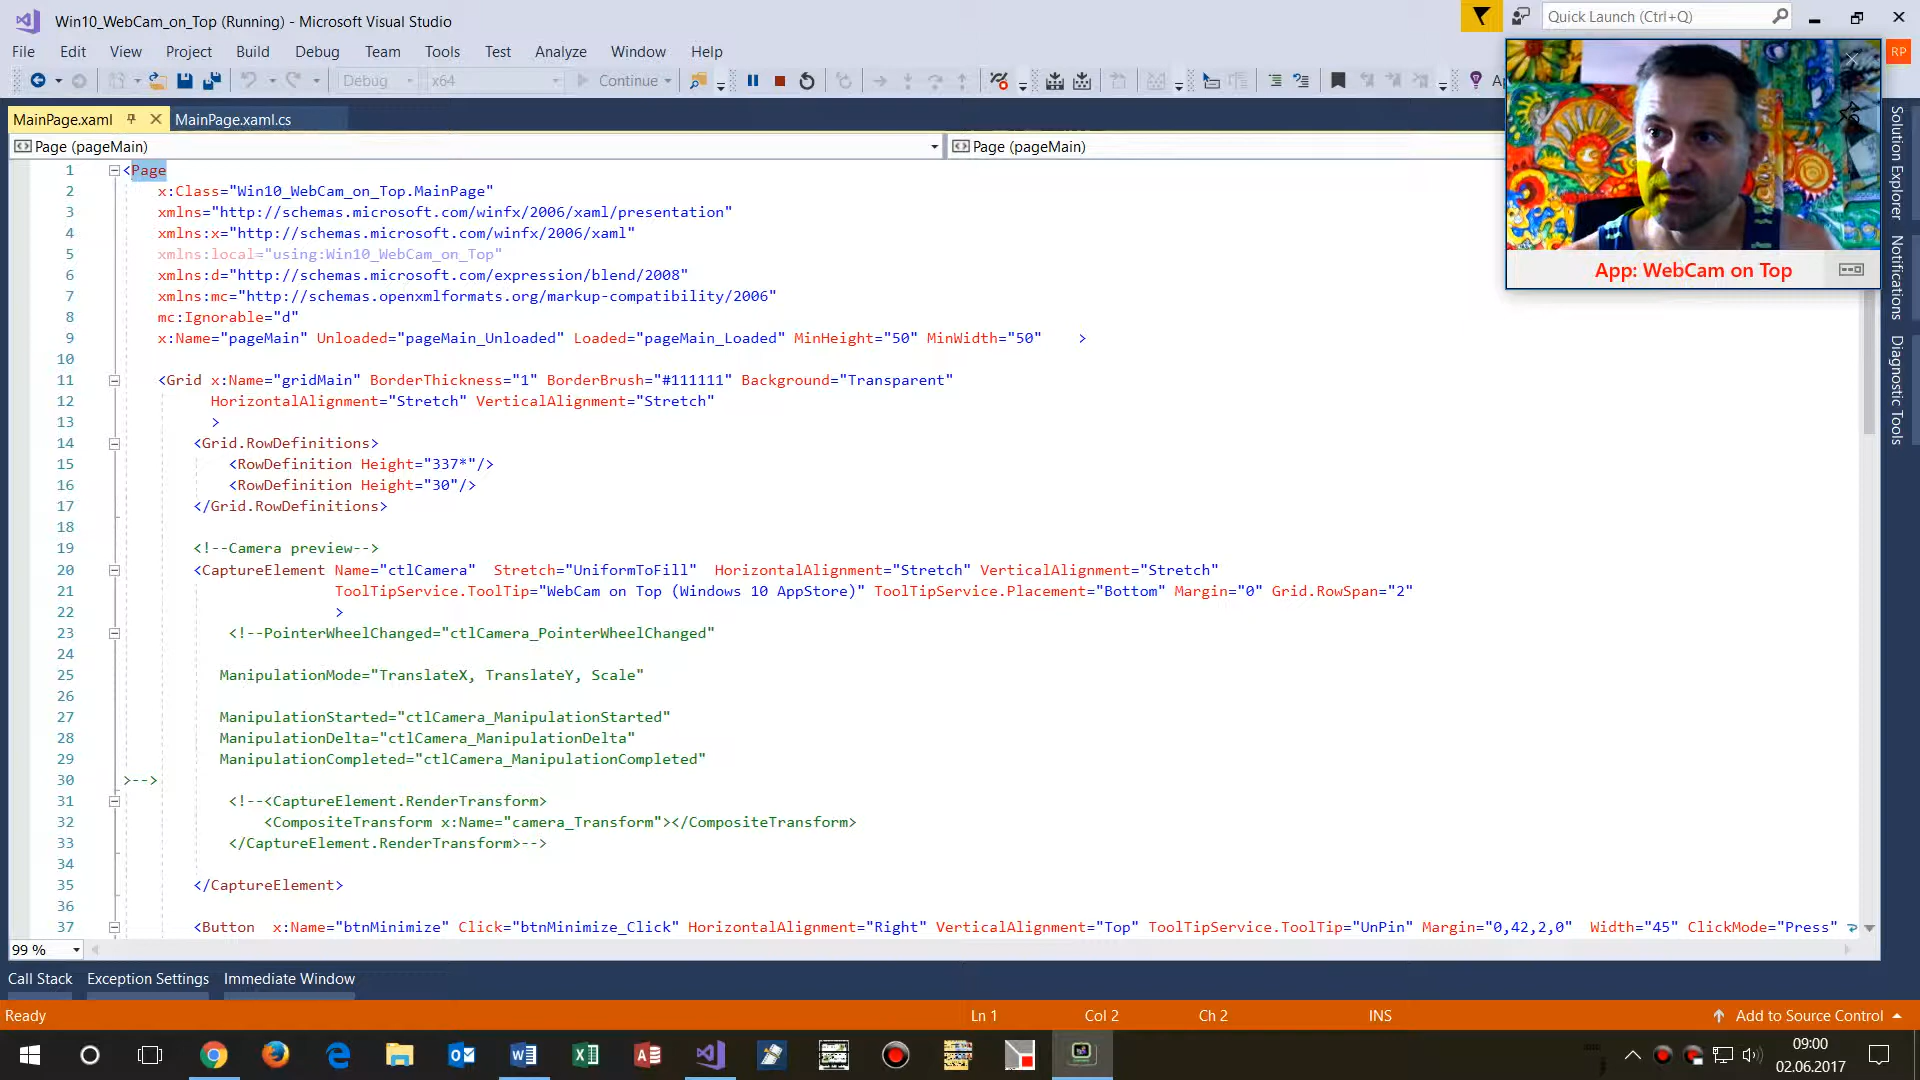 Win10_WebCam_on_Top (Running) - Microsoft Visual Studio
Quick Launch (Ctrl+Q)
File Edit View Project Build Debug Team Tools Test Analyze Window Help
RP
Debug x64 Continue
MainPage.xaml MainPage.xaml.cs
Page (pageMain) Page (pageMain)
1 <Page
2 x:Class="Win10_WebCam_on_Top.MainPage"
3 xmlns="http://schemas.microsoft.com/winfx/2006/xaml/presentation"
4 xmlns:x="http://schemas.microsoft.com/winfx/2006/xaml"
5 xmlns:local="using:Win10_WebCam_on_Top"
6 xmlns:d="http://schemas.microsoft.com/expression/blend/2008"
7 xmlns:mc="http://schemas.openxmlformats.org/markup-compatibility/2006"
8 mc:Ignorable="d"
9 x:Name="pageMain" Unloaded="pageMain_Unloaded" Loaded="pageMain_Loaded" MinHeight="50" MinWidth="50" >
10
11 <Grid x:Name="gridMain" BorderThickness="1" BorderBrush="#111111" Background="Transparent"
12 HorizontalAlignment="Stretch" VerticalAlignment="Stretch"
13 >
14 <Grid.RowDefinitions>
15 <RowDefinition Height="337*"/>
16 <RowDefinition Height="30"/>
17 </Grid.RowDefinitions>
18
19 <!--Camera preview-->
20 <CaptureElement Name="ctlCamera" Stretch="UniformToFill" HorizontalAlignment="Stretch" VerticalAlignment="Stretch"
21 ToolTipService.ToolTip="WebCam on Top (Windows 10 AppStore)" ToolTipService.Placement="Bottom" Margin="0" Grid.RowSpan="2"
22 >
23 <!--PointerWheelChanged="ctlCamera_PointerWheelChanged"
24
25 ManipulationMode="TranslateX, TranslateY, Scale"
26
27 ManipulationStarted="ctlCamera_ManipulationStarted"
28 ManipulationDelta="ctlCamera_ManipulationDelta"
29 ManipulationCompleted="ctlCamera_ManipulationCompleted"
30 >-->
31 <!--<CaptureElement.RenderTransform>
32 <CompositeTransform x:Name="camera_Transform"></CompositeTransform>
33 </CaptureElement.RenderTransform>-->
34
35 </CaptureElement>
36
37 <Button x:Name="btnMinimize" Click="btnMinimize_Click" HorizontalAlignment="Right" VerticalAlignment="Top" ToolTipService.ToolTip="UnPin" Margin="0,42,2,0" Width="45" ClickMode="Press"
App: WebCam on Top
Solution Explorer
Notifications
Diagnostic Tools
99 %
Call Stack Exception Settings Immediate Window
Ready Ln 1 Col 2 Ch 2 INS Add to Source Control
09:00
02.06.2017